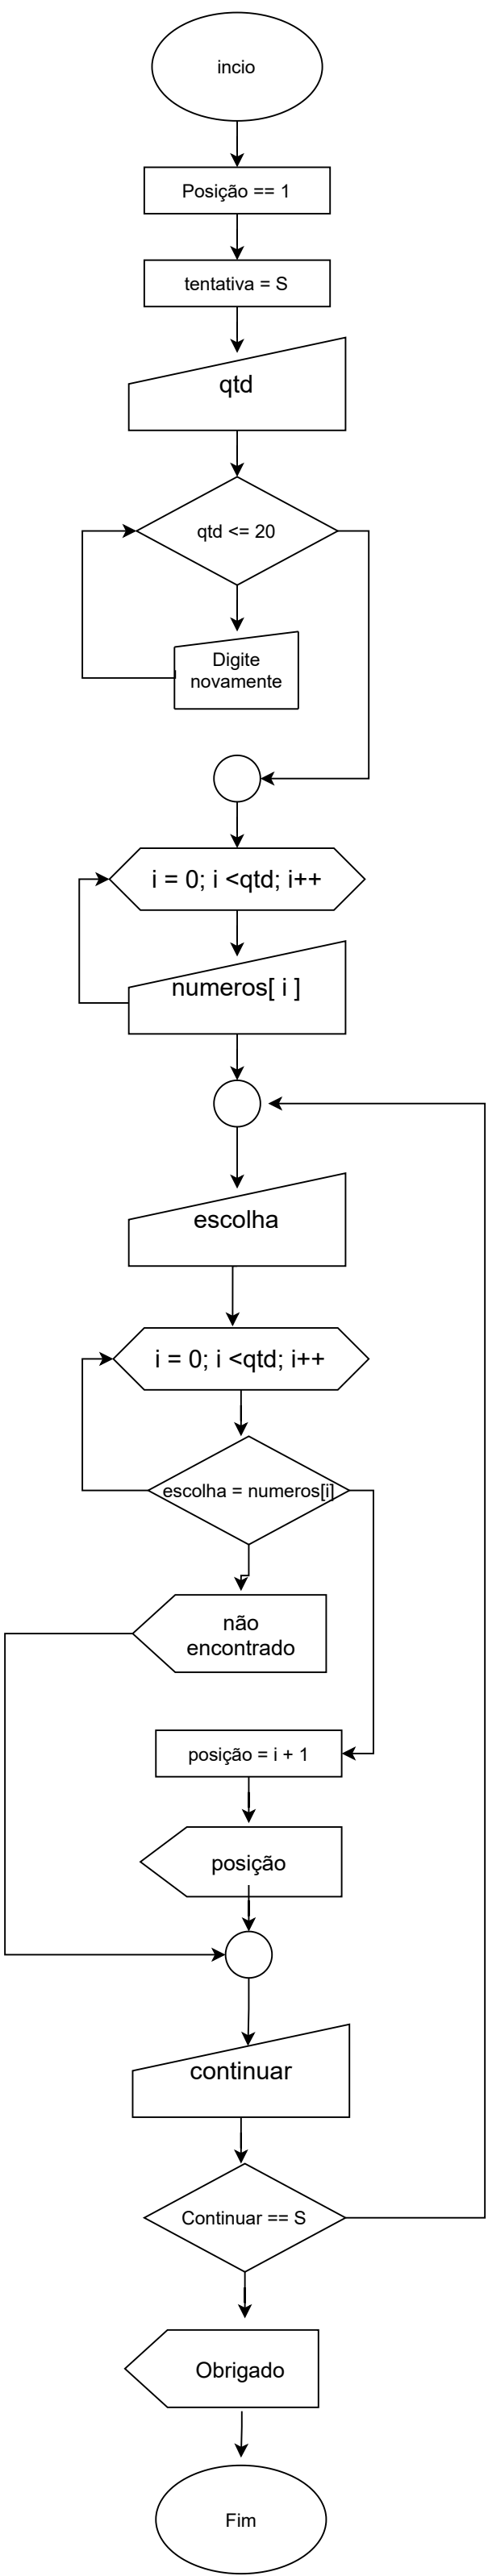 incio
Posição == 1
tentativa = S
qtd
qtd <= 20
Digite
novamente
i = 0; i <qtd; i++
numeros[ i ]
escolha
i = 0; i <qtd; i++
escolha = numeros[i]
não
encontrado
posição = i + 1
posição
continuar
Continuar == S
Obrigado
Fim